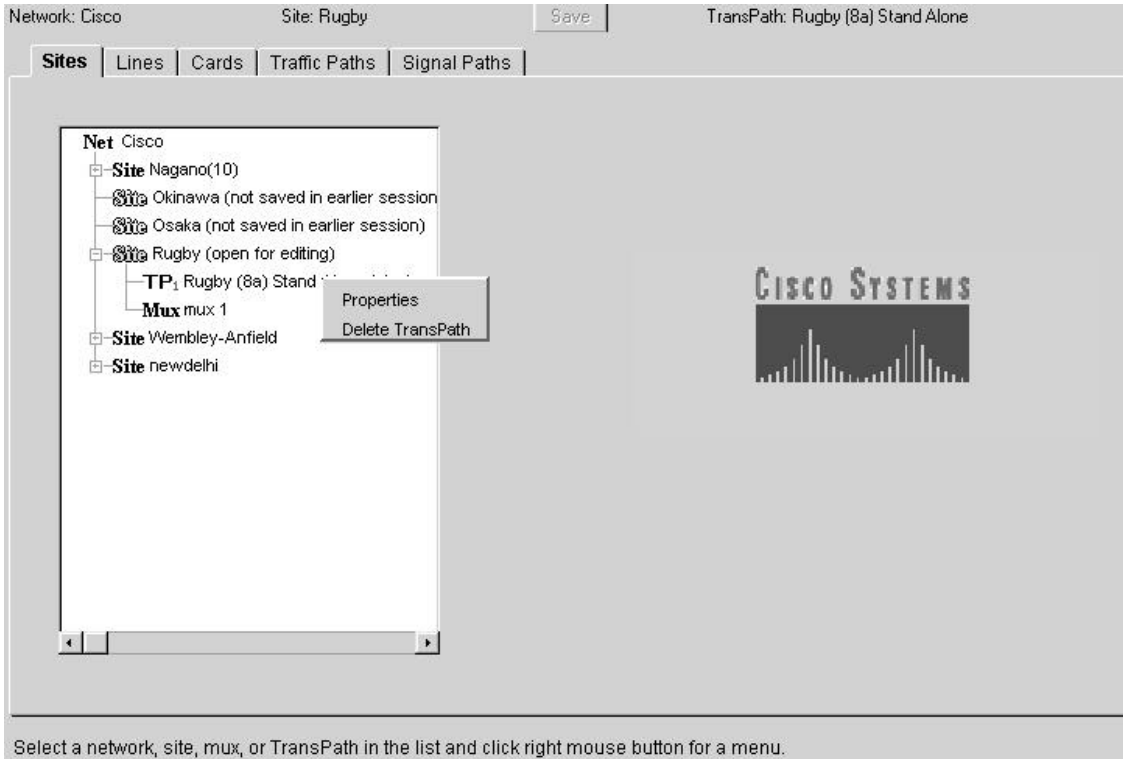 Network: Cisco Site: Rugby Save TransPath: Rugby (8a) Stand Alone
Sites Lines Cards Traffic Paths Signal Paths
Net Cisco
Site Nagano(10)
Site Okinawa (not saved in earlier session
Site Osaka (not saved in earlier session)
Site Rugby (open for editing)
TP1 Rugby (8a) Stand
Mux mux 1
Site Wembley-Anfield
Site newdelhi
Properties
Delete TransPath
CISCO SYSTEMS
Select a network, site, mux, or TransPath in the list and click right mouse button for a menu.